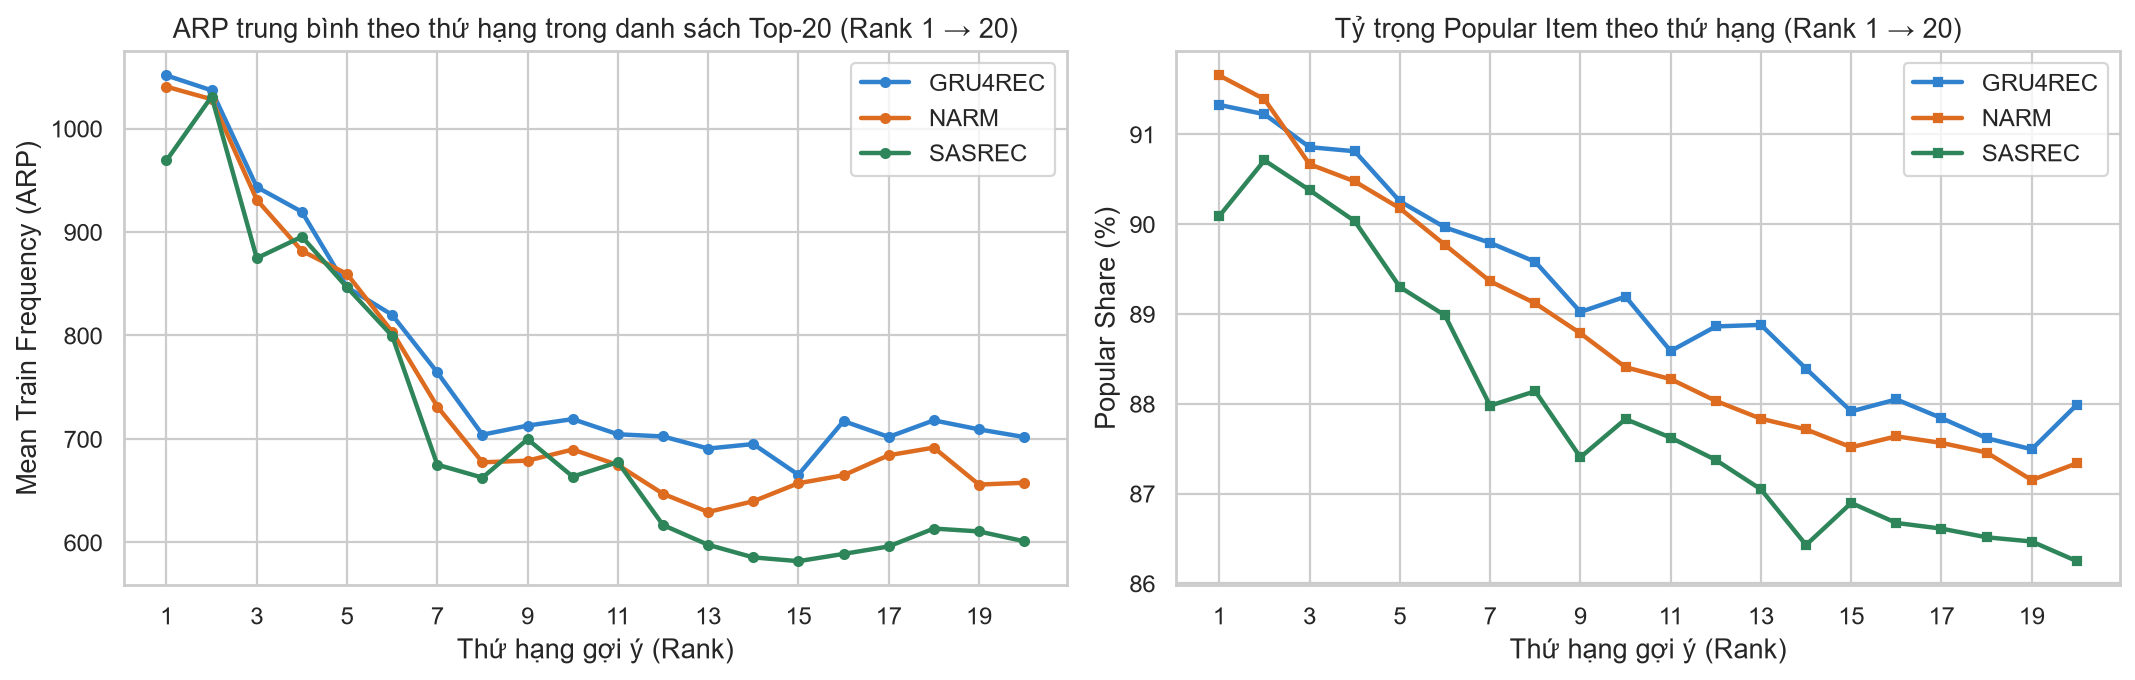 ARP trung bình theo thứ hạng trong danh sách Top-20 (Rank 1 → 20)
Mean Train Frequency (ARP)
1000
900
800
700
600
GRU4REC
NARM
SASREC
1 3 5 7 9 11 13 15 17 19
Thứ hạng gợi ý (Rank)
Tỷ trọng Popular Item theo thứ hạng (Rank 1 → 20)
Popular Share (%)
91
90
89
88
87
86
GRU4REC
NARM
SASREC
1 3 5 7 9 11 13 15 17 19
Thứ hạng gợi ý (Rank)